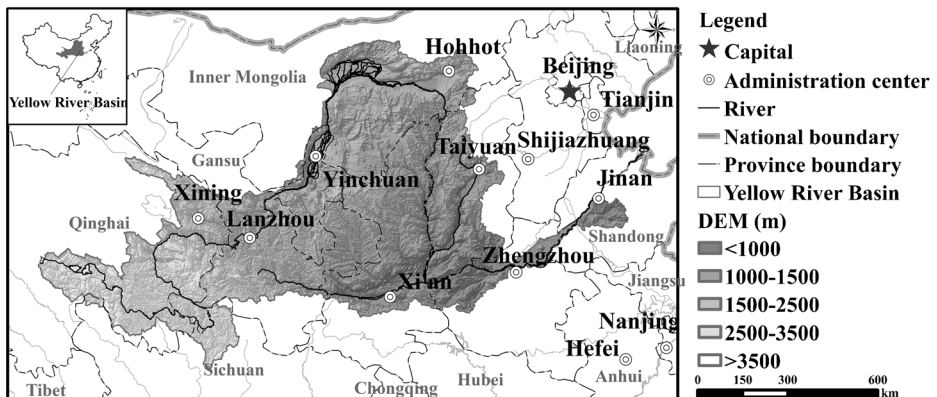 Yellow River Basin
Inner Mongolia
Hohhot
Liaoning
Beijing
Tianjin
Gansu
Taiyuan
Shijiazhuang
Xining
Yinchuan
Jinan
Qinghai
Lanzhou
Shandong
Zhengzhou
Xi'an
Jiangsu
Nanjing
Hefei
Sichuan
Hubei
Anhui
Tibet
Chongqing
Legend
Capital
Administration center
River
National boundary
Province boundary
Yellow River Basin
DEM (m)
<1000
1000-1500
1500-2500
2500-3500
>3500
0 150 300 600
km